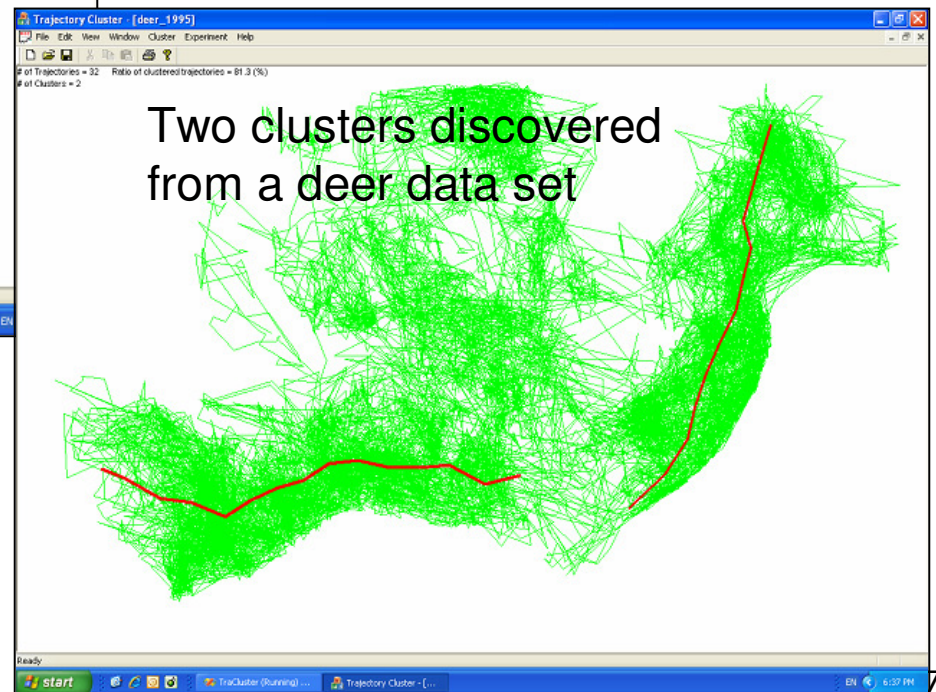 Trajectory Cluster - [deer_1995]
File Edit View Window Cluster Experiment Help
# of Trajectories = 32 Ratio of clustered trajectories = 81.3 (%)
# of Clusters = 2
Two clusters discovered
from a deer data set
EN
Ready
start TraCluster (Running) ... Trajectory Cluster - [... EN 6:37 PM
7